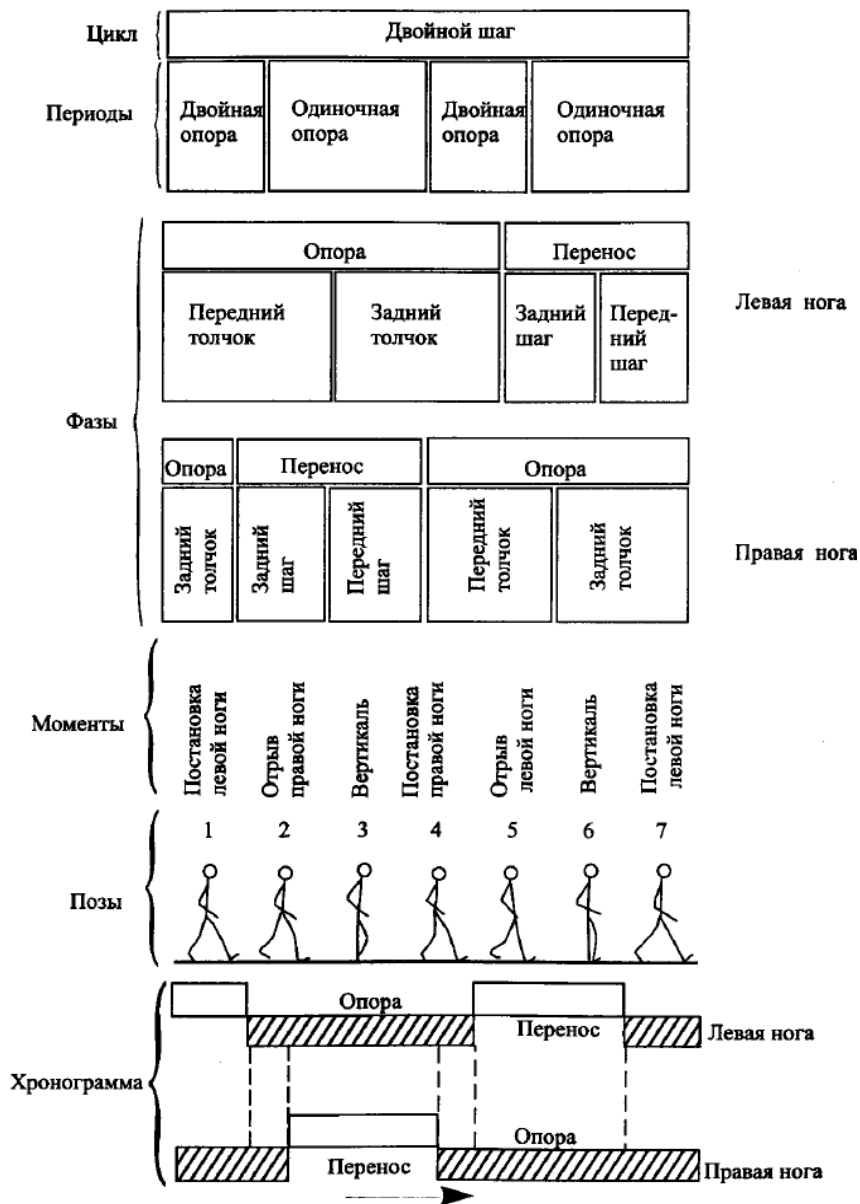 Цикл
Двойной шаг
Периоды
Двойная
опора
Одиночная
опора
Двойная
опора
Одиночная
опора
Фазы
Опора
Перенос
Передний
толчок
Задний
толчок
Задний
шаг
Перед-
ний
шаг
Левая нога
Опора
Перенос
Опора
Задний
толчок
Задний
шаг
Передний
шаг
Передний
толчок
Задний
толчок
Правая нога
Моменты
Постановка
левой ноги
Отрыв
правой ноги
Вертикаль
Постановка
правой ноги
Отрыв
левой ноги
Вертикаль
Постановка
левой ноги
1 2 3 4 5 6 7
Позы
Хронограмма
Опора
Перенос
Левая нога
Опора
Перенос
Правая нога